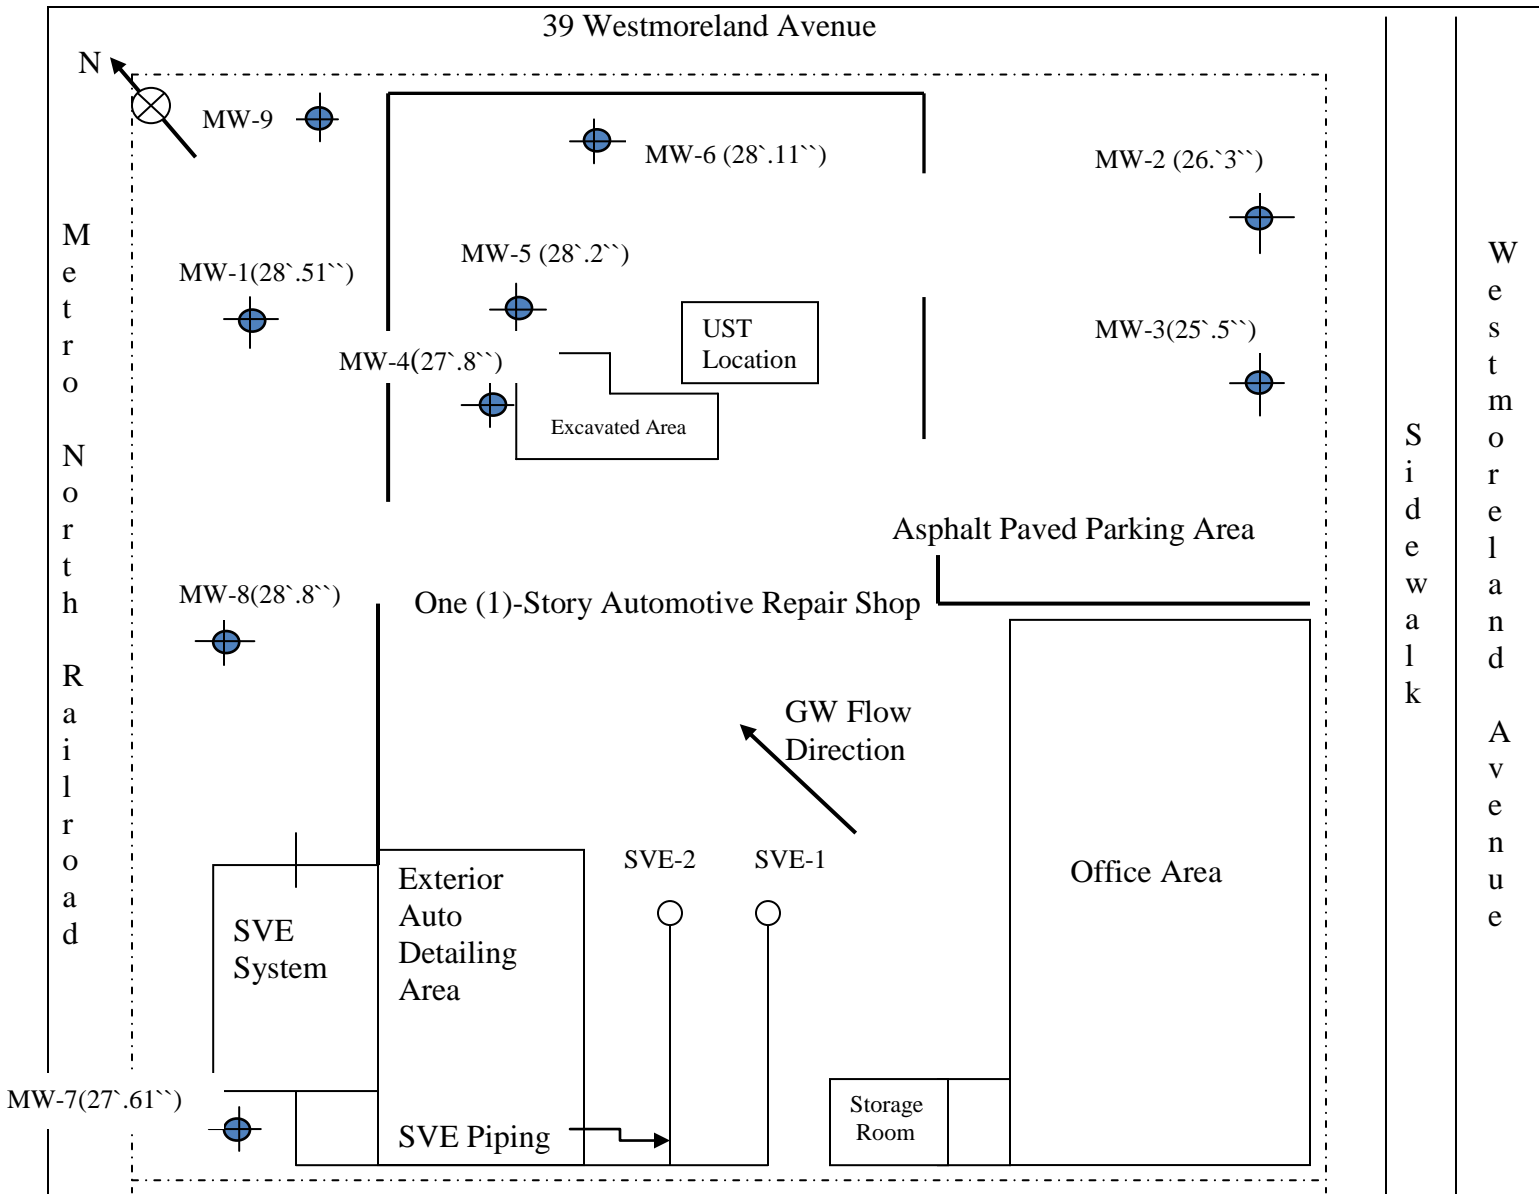 39 Westmoreland Avenue
N
MW-9
MW-6 (28`.11``)
MW-2 (26.`3``)
MW-5 (28`.2``)
MW-1(28`.51``)
UST
Location
MW-3(25`.5``)
MW-4(27`.8``)
Excavated Area
Metro North Railroad
Sidewalk
Westmoreland Avenue
Asphalt Paved Parking Area
MW-8(28`.8``)
One (1)-Story Automotive Repair Shop
GW Flow
Direction
SVE-2
SVE-1
Exterior
Auto
Detailing
Area
Office Area
SVE
System
MW-7(27`.61``)
SVE Piping
Storage
Room